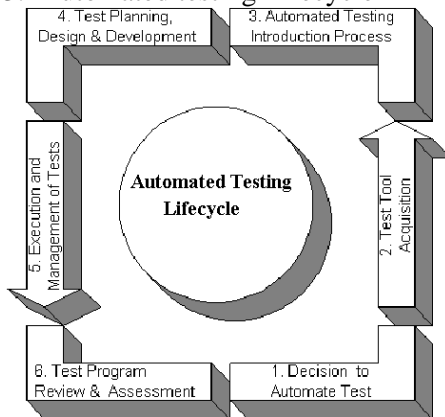 4. Test Planning,
Design & Development
3. Automated Testing
Introduction Process
Automated Testing
Lifecycle
5. Execution and
Management of Tests
2. Test Tool
Acquisition
6. Test Program
Review & Assessment
1. Decision to
Automate Test